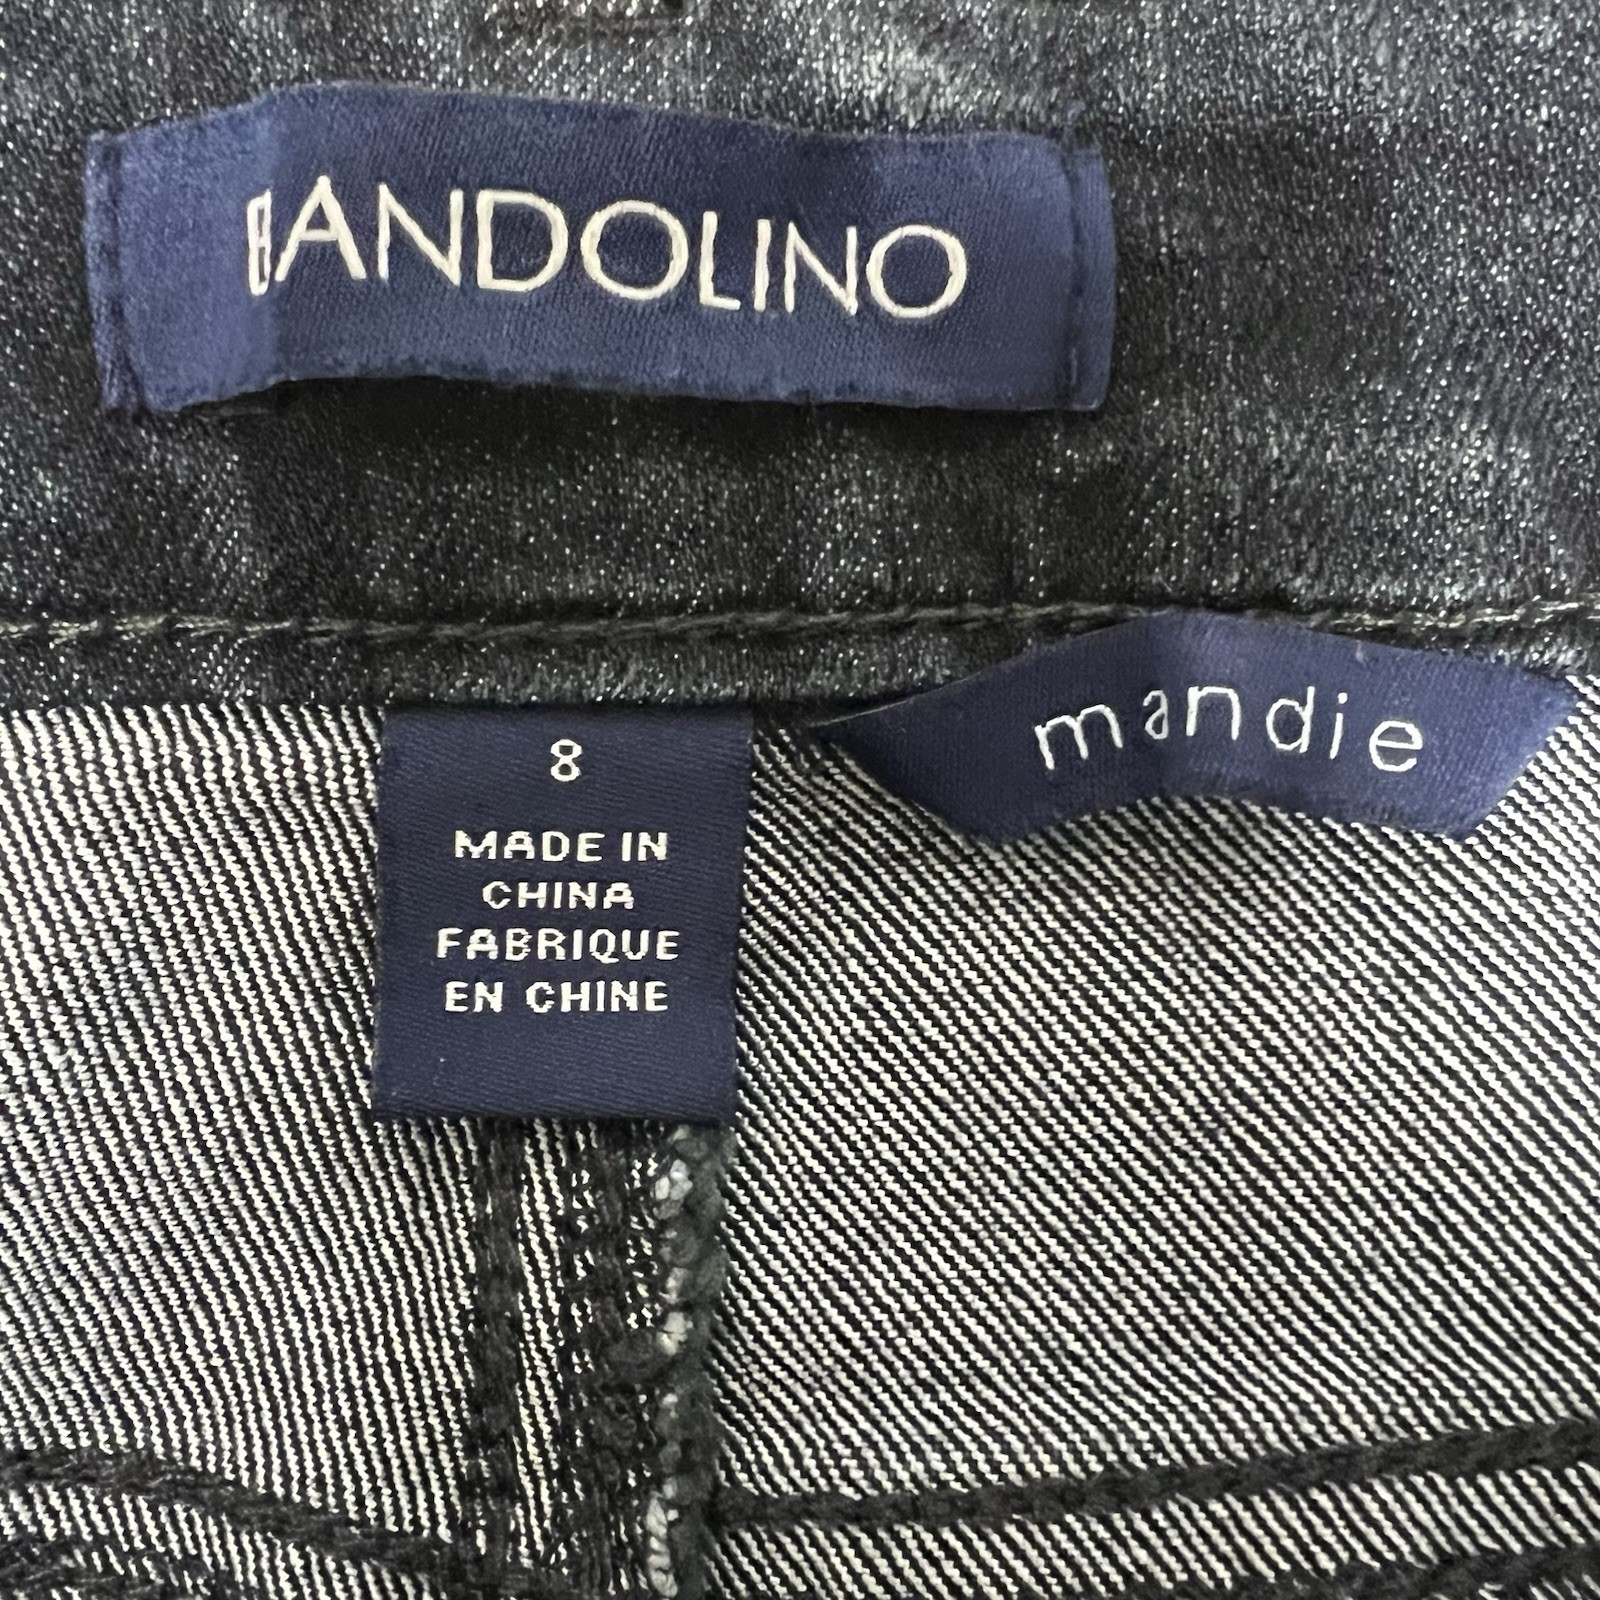 BANDOLINO
mandie
8
MADE IN
CHINA
FABRIQUE
EN CHINE